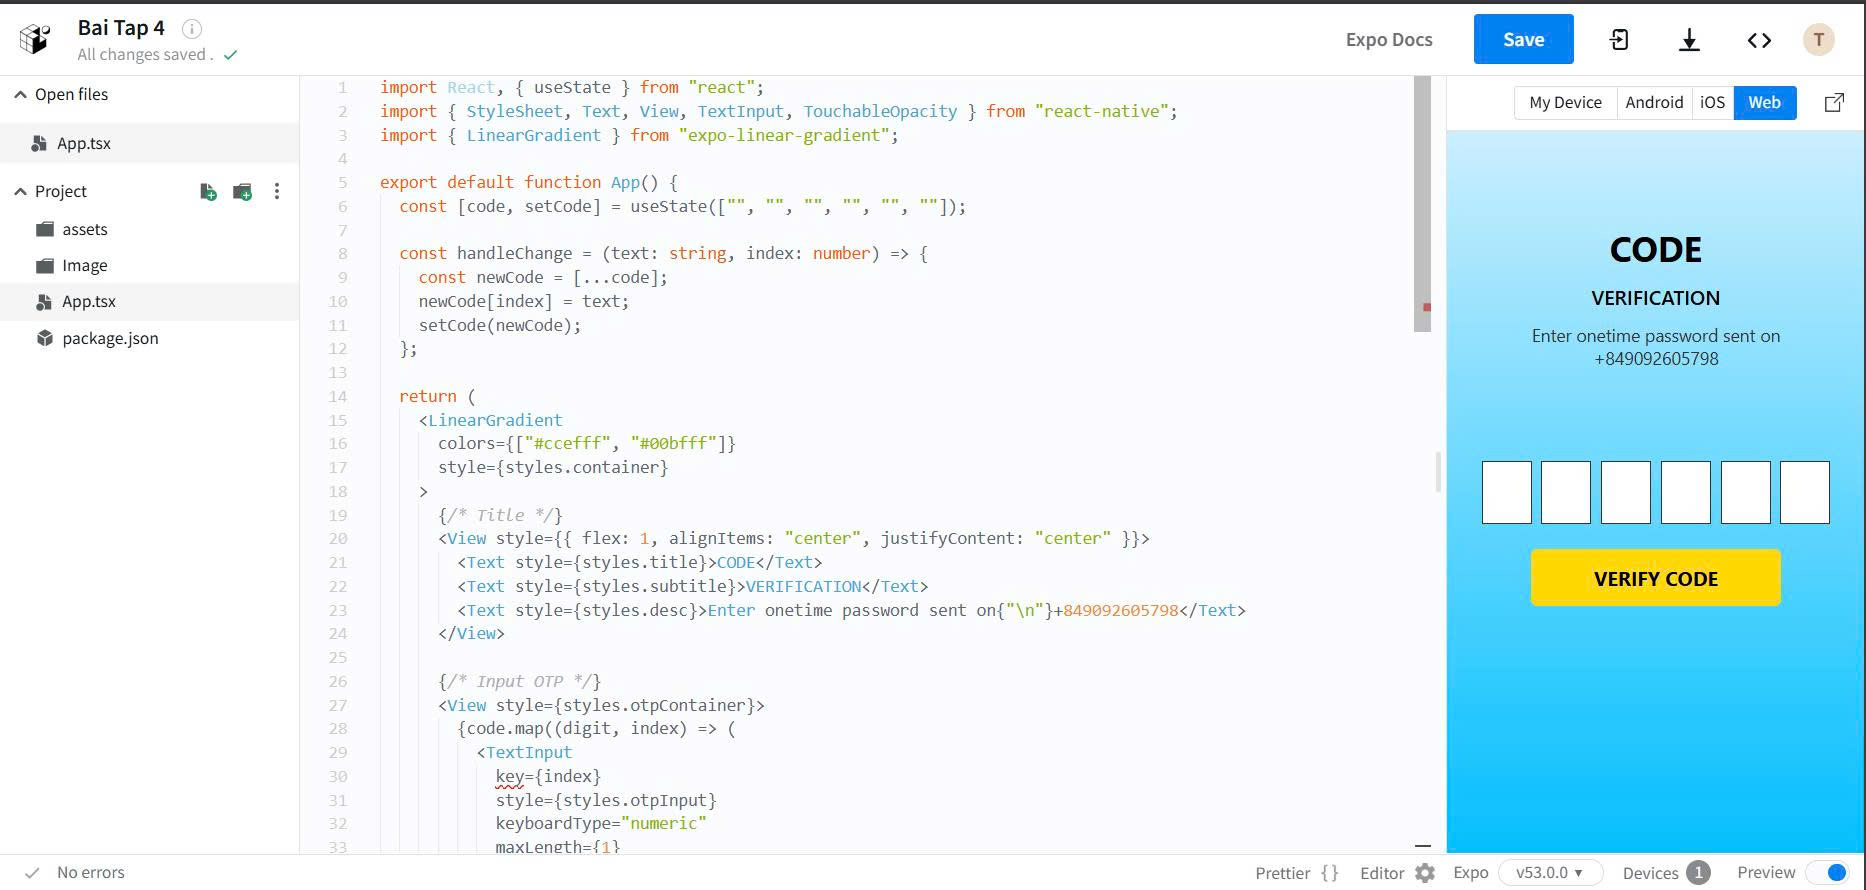 Bai Tap 4
All changes saved .
Expo Docs
Save
T
Open files
App.tsx
Project
assets
Image
App.tsx
package.json
1 import React, { useState } from "react";
2 import { StyleSheet, Text, View, TextInput, TouchableOpacity } from "react-native";
3 import { LinearGradient } from "expo-linear-gradient";
4
5 export default function App() {
6 const [code, setCode] = useState(["", "", "", "", "", ""]);
7
8 const handleChange = (text: string, index: number) => {
9 const newCode = [...code];
10 newCode[index] = text;
11 setCode(newCode);
12 };
13
14 return (
15 <LinearGradient
16 colors={["#ccefff", "#00bfff"]}
17 style={styles.container}
18 >
19 {/* Title */}
20 <View style={{ flex: 1, alignItems: "center", justifyContent: "center" }}>
21 <Text style={styles.title}>CODE</Text>
22 <Text style={styles.subtitle}>VERIFICATION</Text>
23 <Text style={styles.desc}>Enter onetime password sent on{"\n"}+849092605798</Text>
24 </View>
25
26 {/* Input OTP */}
27 <View style={styles.otpContainer}>
28 {code.map((digit, index) => (
29 <TextInput
30 key={index}
31 style={styles.otpInput}
32 keyboardType="numeric"
33 maxLength={1}
My Device
Android
iOS
Web
CODE
VERIFICATION
Enter onetime password sent on
+849092605798
VERIFY CODE
No errors
Prettier {}
Editor
Expo
v53.0.0
Devices 1
Preview